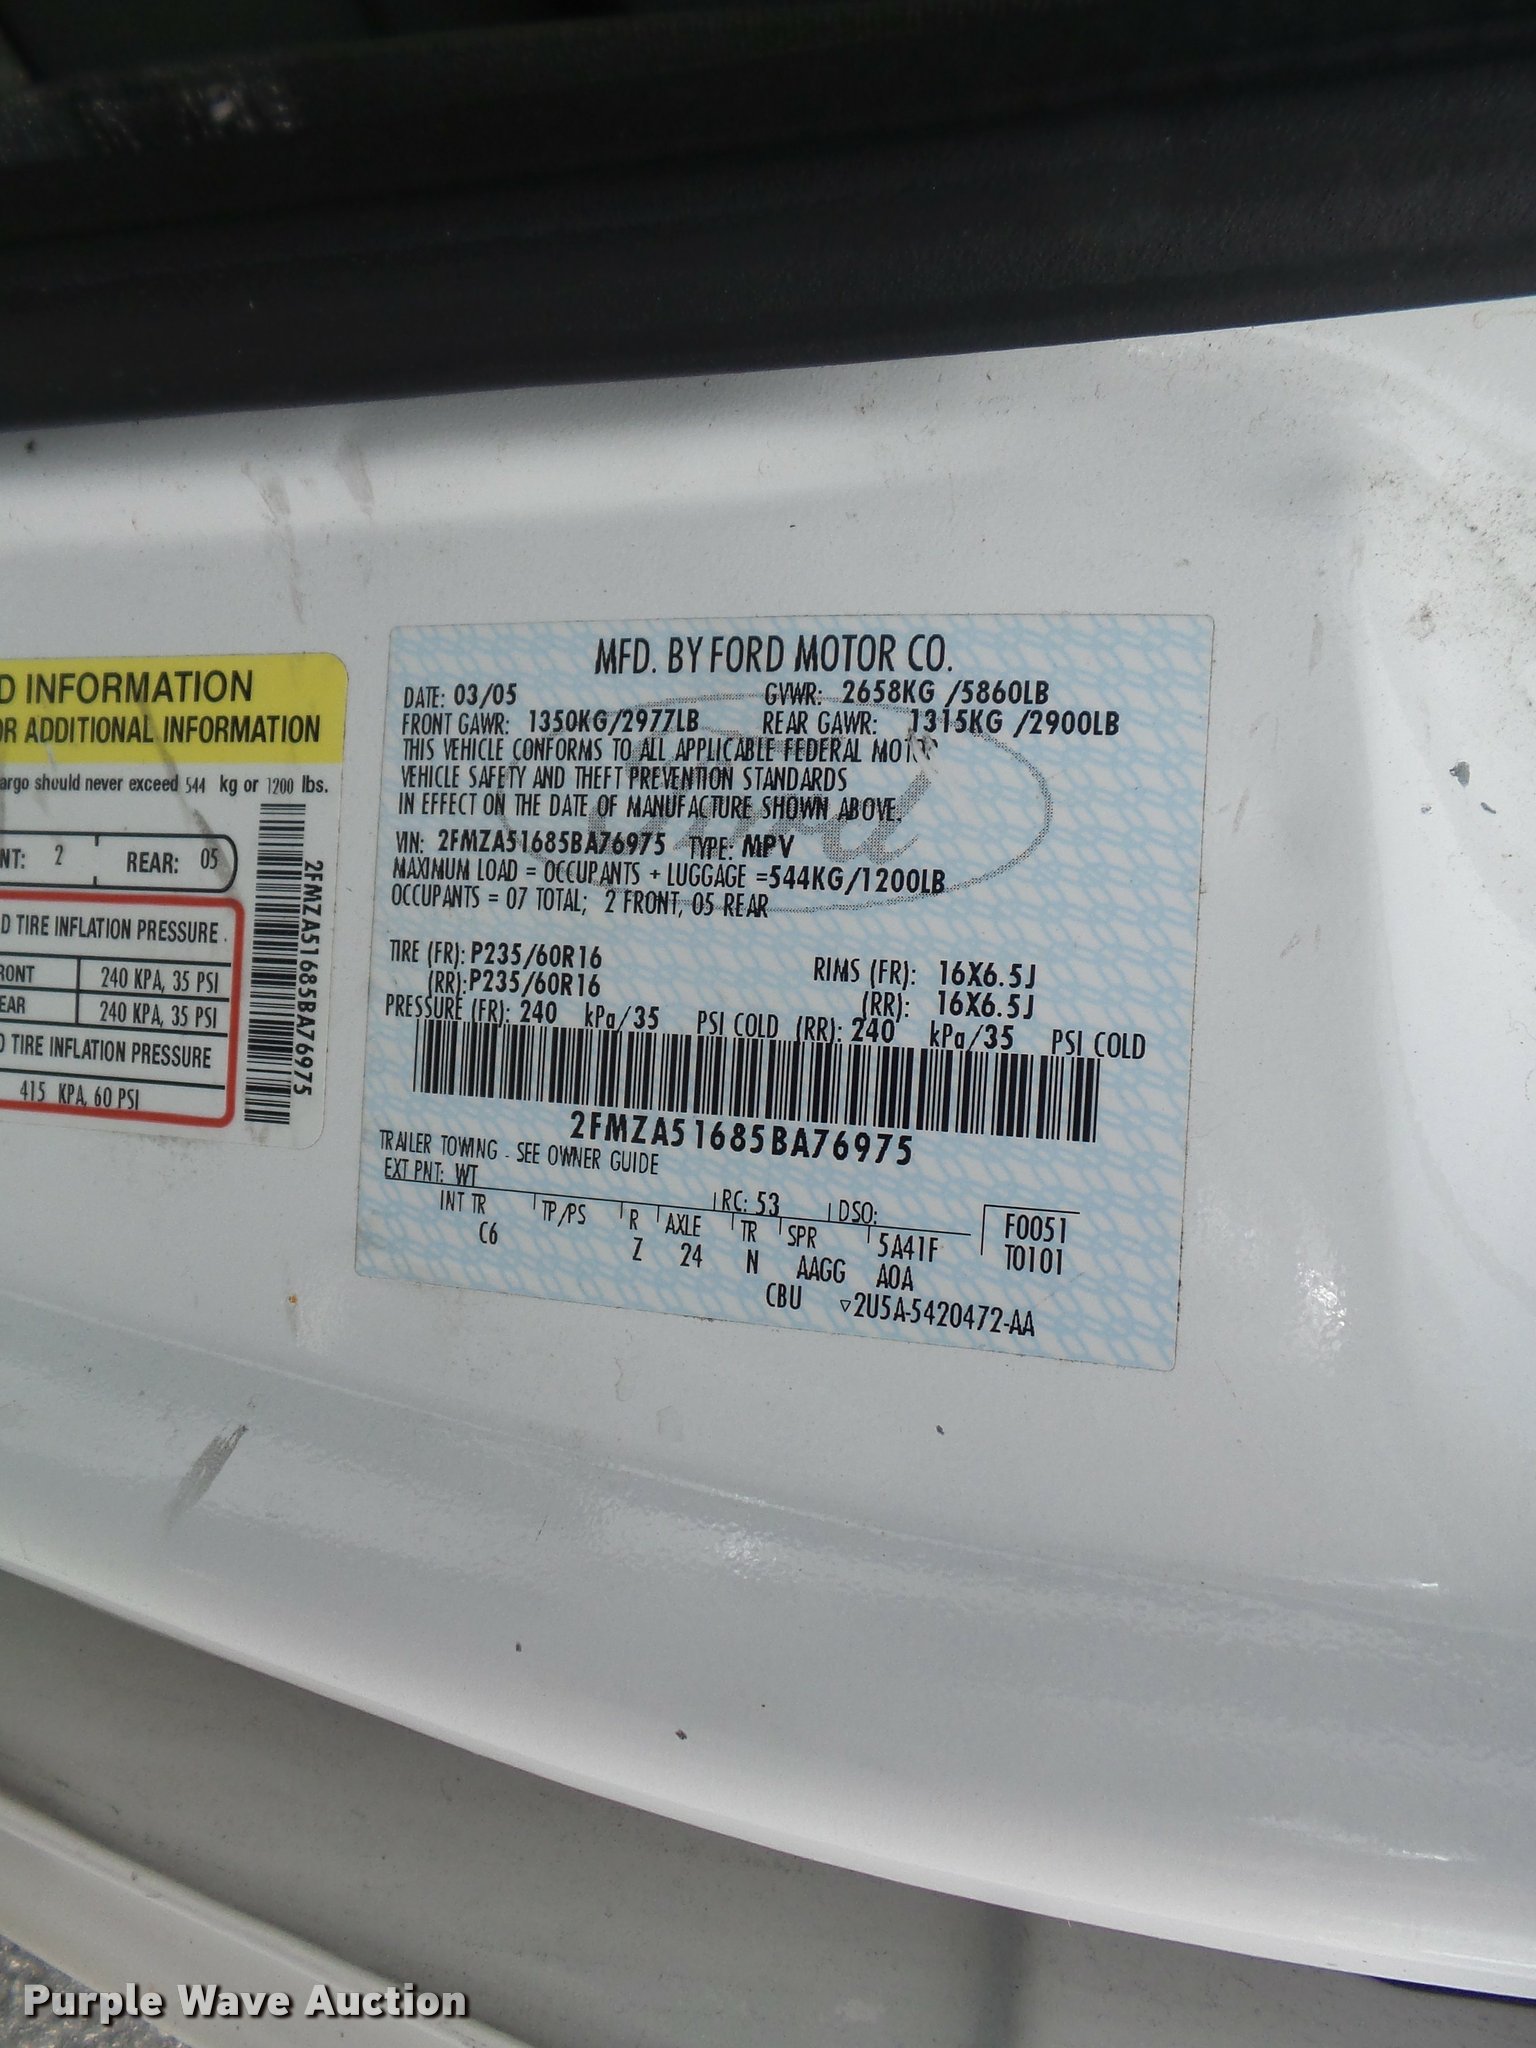 D INFORMATION
OR ADDITIONAL INFORMATION
argo should never exceed 544 kg or 1200 lbs.
NT: 2 REAR: 05
D TIRE INFLATION PRESSURE
RONT 240 KPA, 35 PSI
EAR 240 KPA, 35 PSI
D TIRE INFLATION PRESSURE
415 KPA, 60 PSI
2FMZA51685BA76975
MFD. BY FORD MOTOR CO.
DATE: 03/05 GVWR: 2658KG /5860LB
FRONT GAWR: 1350KG/2977LB REAR GAWR: 1315KG /2900LB
THIS VEHICLE CONFORMS TO ALL APPLICABLE FEDERAL MOTOR
VEHICLE SAFETY AND THEFT PREVENTION STANDARDS
IN EFFECT ON THE DATE OF MANUFACTURE SHOWN ABOVE.
Ford
VIN: 2FMZA51685BA76975 TYPE: MPV
MAXIMUM LOAD = OCCUPANTS + LUGGAGE =544KG/1200LB
OCCUPANTS = 07 TOTAL; 2 FRONT, 05 REAR
TIRE (FR): P235/60R16 RIMS (FR): 16X6.5J
(RR): P235/60R16 (RR): 16X6.5J
PRESSURE (FR): 240 kPa/35 PSI COLD (RR): 240 kPa/35 PSI COLD
2FMZA51685BA76975
TRAILER TOWING - SEE OWNER GUIDE
EXT PNT: WT RC: 53 DSO: F0051
INT TR TP/PS R AXLE TR SPR 5A41F T0101
C6 Z 24 N AAGG A0A
CBU ▿2U5A-5420472-AA
Purple Wave Auction